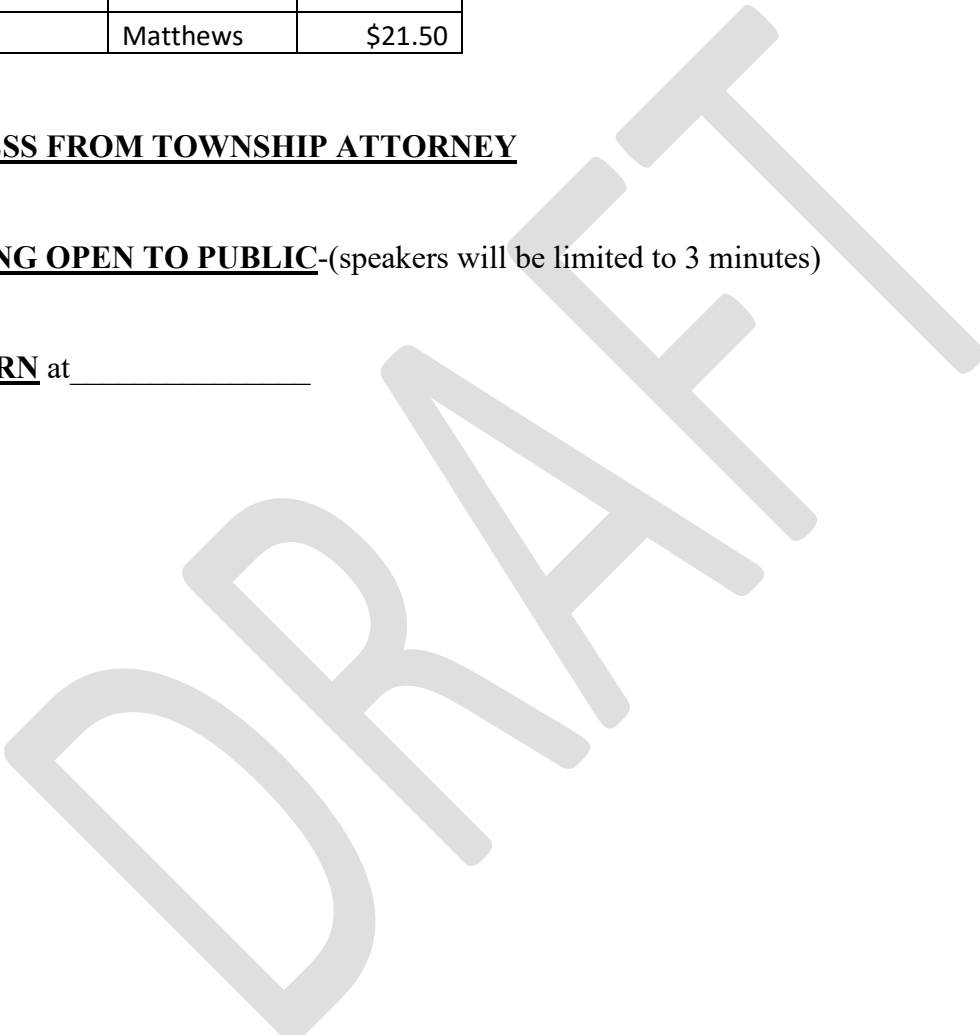 Matthews $21.50
SS FROM TOWNSHIP ATTORNEY
NG OPEN TO PUBLIC-(speakers will be limited to 3 minutes)
RN at_______________
DRAFT